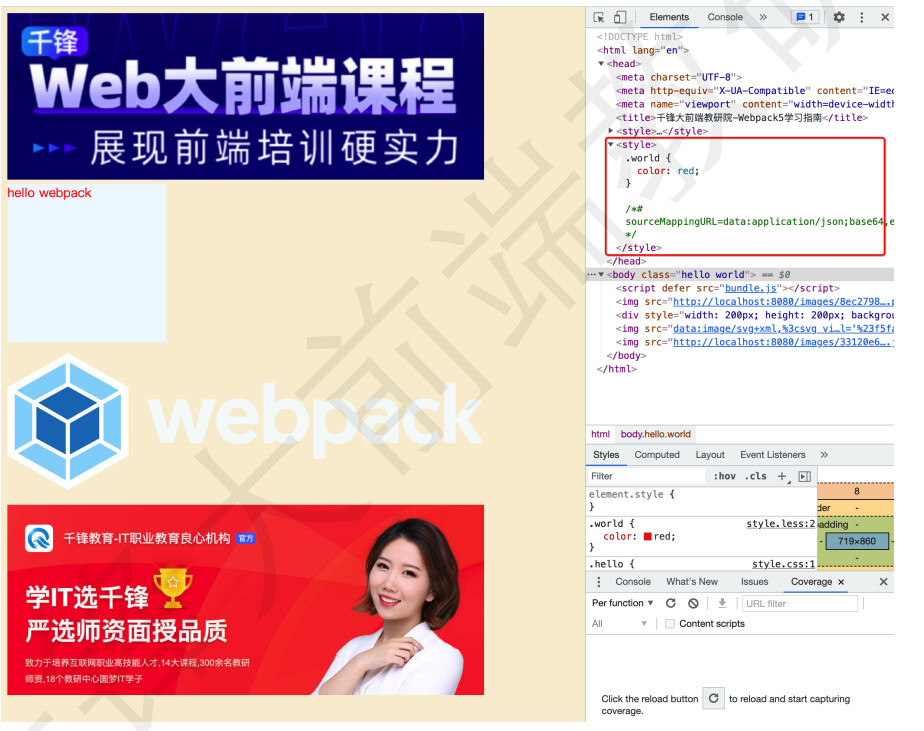 千锋
Web大前端课程
展现前端培训硬实力
hello webpack
webpack
千锋教育-IT职业教育良心机构 官方
学IT选千锋
严选师资面授品质
致力于培养互联网职业高技能人才,14大课程,300余名教研
师资,18个教研中心圆梦IT学子
Elements Console » 1
<!DOCTYPE html>
<html lang="en">
<head>
<meta charset="UTF-8">
<meta http-equiv="X-UA-Compatible" content="IE=ed
<meta name="viewport" content="width=device-widt
<title>千锋大前端教研院-Webpack5学习指南</title>
<style>…</style>
<style>
.world {
color: red;
}
/*#
sourceMappingURL=data:application/json;base64,e
*/
</style>
</head>
<body class="hello world"> == $0
<script defer src="bundle.js"></script>
<img src="http://localhost:8080/images/8ec2798….p
<div style="width: 200px; height: 200px; backgrou
<img src="data:image/svg+xml,%3csvg vi…l='%23f5fa
<img src="http://localhost:8080/images/33120e6….j
</body>
</html>
html body.hello.world
Styles Computed Layout Event Listeners »
Filter :hov .cls +
element.style {
}
.world { style.less:2
color: red;
}
.hello { style.css:1
8
der -
padding -
- 719×860
-
Console What's New Issues Coverage ×
Per function URL filter
All Content scripts
Click the reload button to reload and start capturing
coverage.
大前端教研